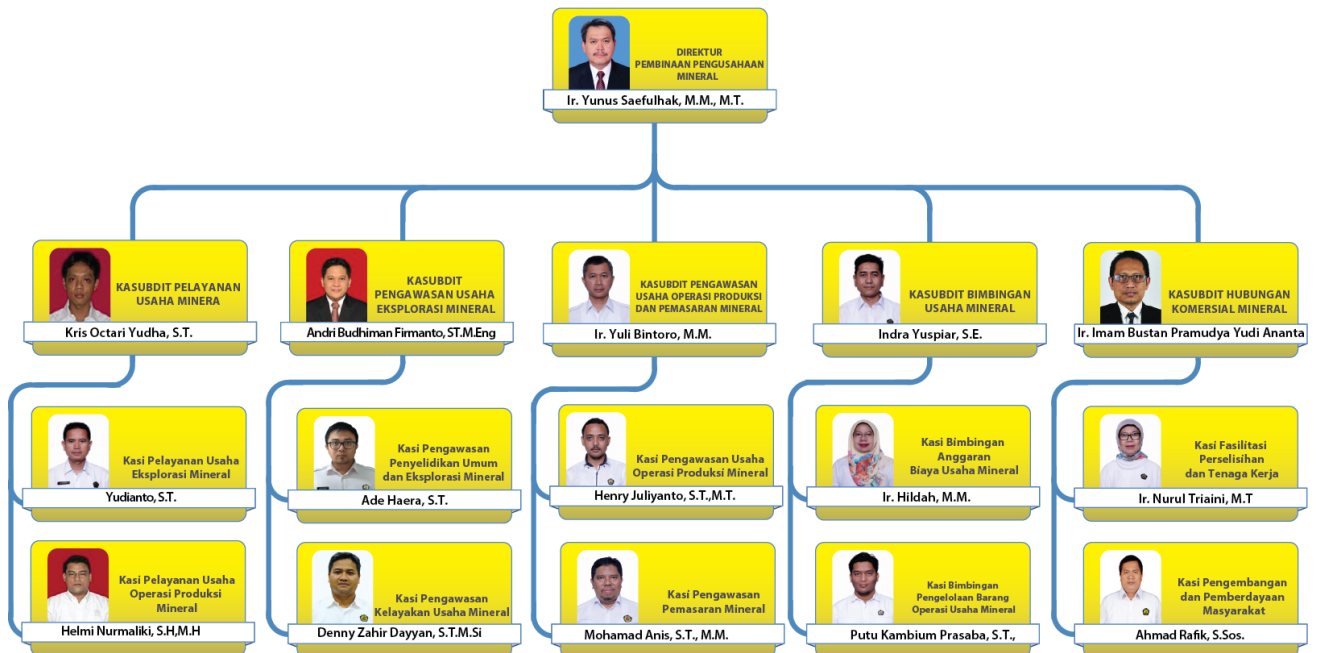 DIREKTUR
PEMBINAAN PENGUSAHAAN
MINERAL
Ir. Yunus Saefulhak, M.M., M.T.
KASUBDIT PELAYANAN
USAHA MINERA
Kris Octari Yudha, S.T.
KASUBDIT
PENGAWASAN USAHA
EKSPLORASI MINERAL
Andri Budhiman Firmanto, ST.M.Eng
KASUBDIT PENGAWASAN
USAHA OPERASI PRODUKSI
DAN PEMASARAN MINERAL
Ir. Yuli Bintoro, M.M.
KASUBDIT BIMBINGAN
USAHA MINERAL
Indra Yuspiar, S.E.
KASUBDIT HUBUNGAN
KOMERSIAL MINERAL
Ir. Imam Bustan Pramudya Yudi Ananta
Kasi Pelayanan Usaha
Eksplorasi Mineral
Yudianto, S.T.
Kasi Pengawasan
Penyelidikan Umum
dan Eksplorasi Mineral
Ade Haera, S.T.
Kasi Pengawasan Usaha
Operasi Produksi Mineral
Henry Juliyanto, S.T.,M.T.
Kasi Bimbingan
Anggaran
Biaya Usaha Mineral
Ir. Hildah, M.M.
Kasi Fasilitasi
Perselisihan
dan Tenaga Kerja
Ir. Nurul Triaini, M.T
Kasi Pelayanan Usaha
Operasi Produksi
Mineral
Helmi Nurmaliki, S.H,M.H
Kasi Pengawasan
Kelayakan Usaha Mineral
Denny Zahir Dayyan, S.T.M.Si
Kasi Pengawasan
Pemasaran Mineral
Mohamad Anis, S.T., M.M.
Kasi Bimbingan
Pengelolaan Barang
Operasi Usaha Mineral
Putu Kambium Prasaba, S.T.,
Kasi Pengembangan
dan Pemberdayaan
Masyarakat
Ahmad Rafik, S.Sos.